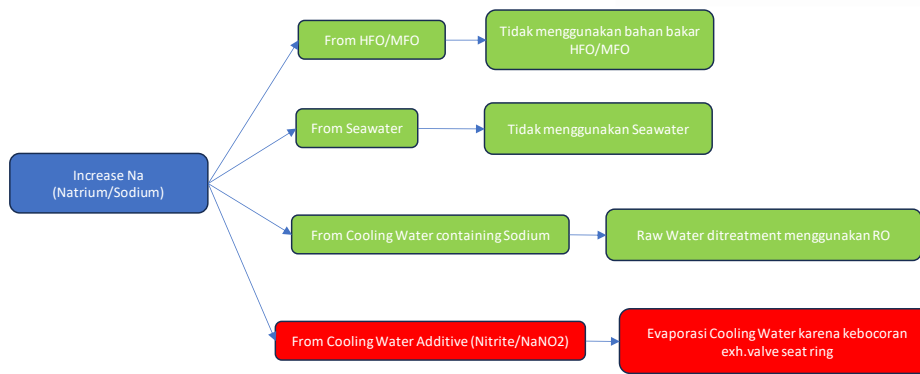 From HFO/MFO
Tidak menggunakan bahan bakar
HFO/MFO
From Seawater
Tidak menggunakan Seawater
Increase Na
(Natrium/Sodium)
From Cooling Water containing Sodium
Raw Water ditreatment menggunakan RO
From Cooling Water Additive (Nitrite/NaNO2)
Evaporasi Cooling Water karena kebocoran
exh.valve seat ring